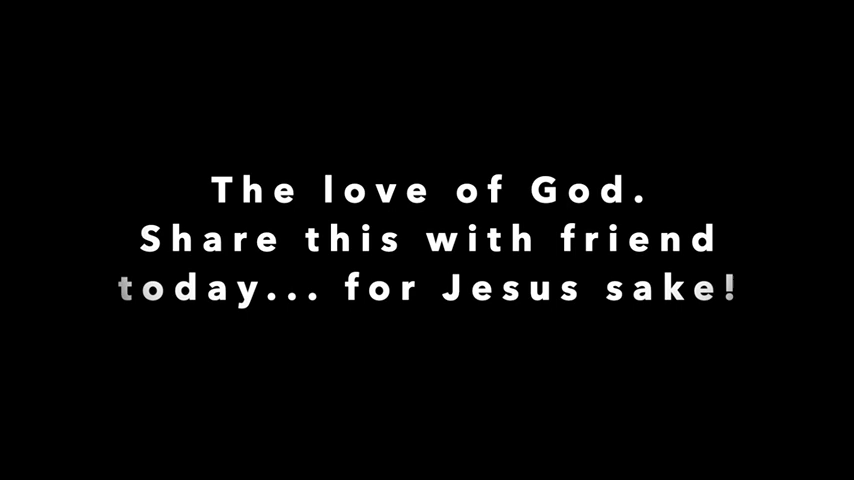 The love of God.
Share this with friend
today... for Jesus sake!